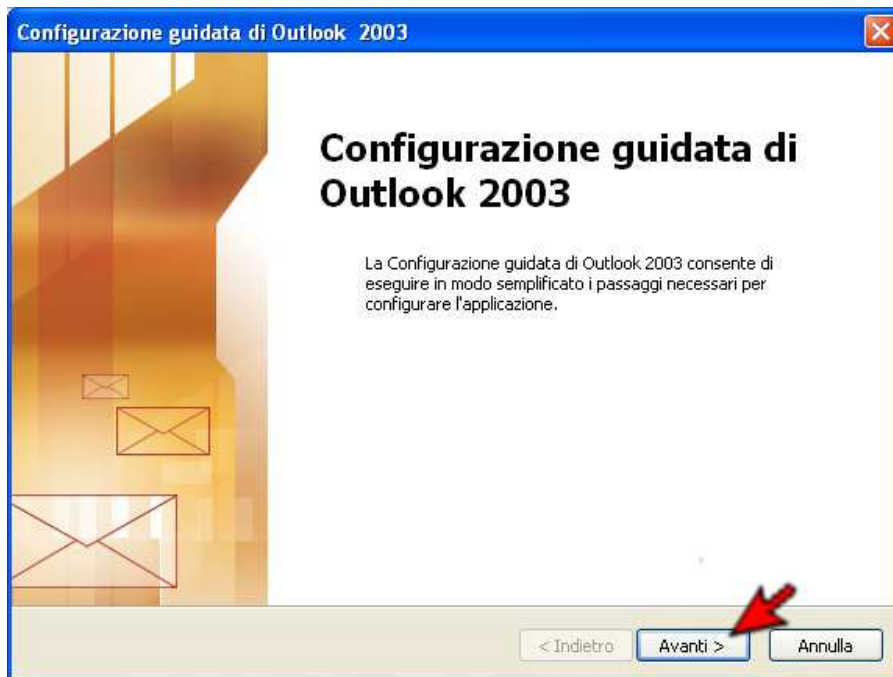 Configurazione guidata di Outlook 2003
Configurazione guidata di
Outlook 2003
La Configurazione guidata di Outlook 2003 consente di
eseguire in modo semplificato i passaggi necessari per
configurare l'applicazione.
< Indietro
Avanti >
Annulla